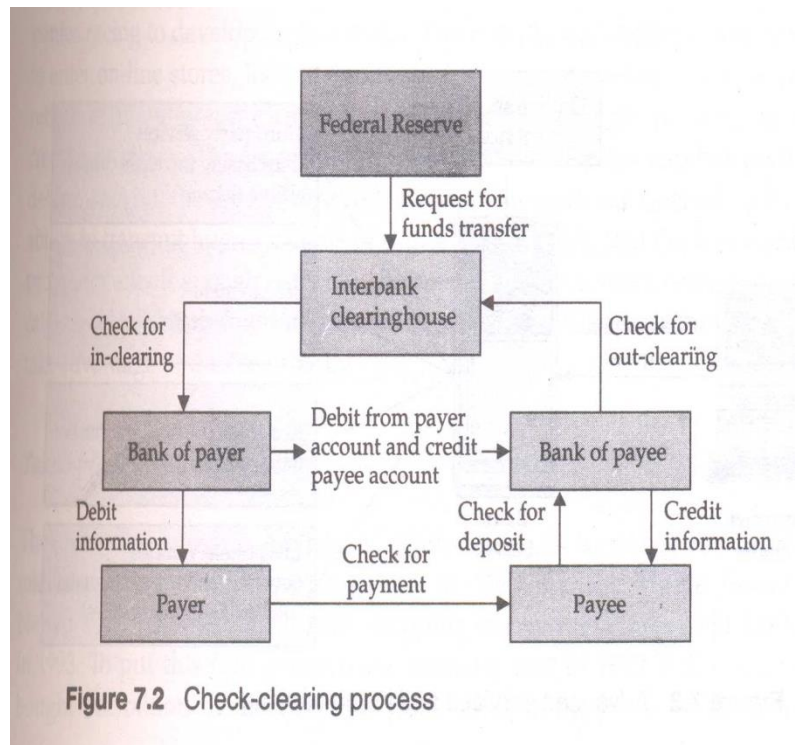 Federal Reserve
Request for
funds transfer
Interbank
clearinghouse
Check for
in-clearing
Check for
out-clearing
Bank of payer
Debit from payer
account and credit
payee account
Bank of payee
Debit
information
Check for
deposit
Credit
information
Check for
payment
Payer
Payee
Figure 7.2 Check-clearing process